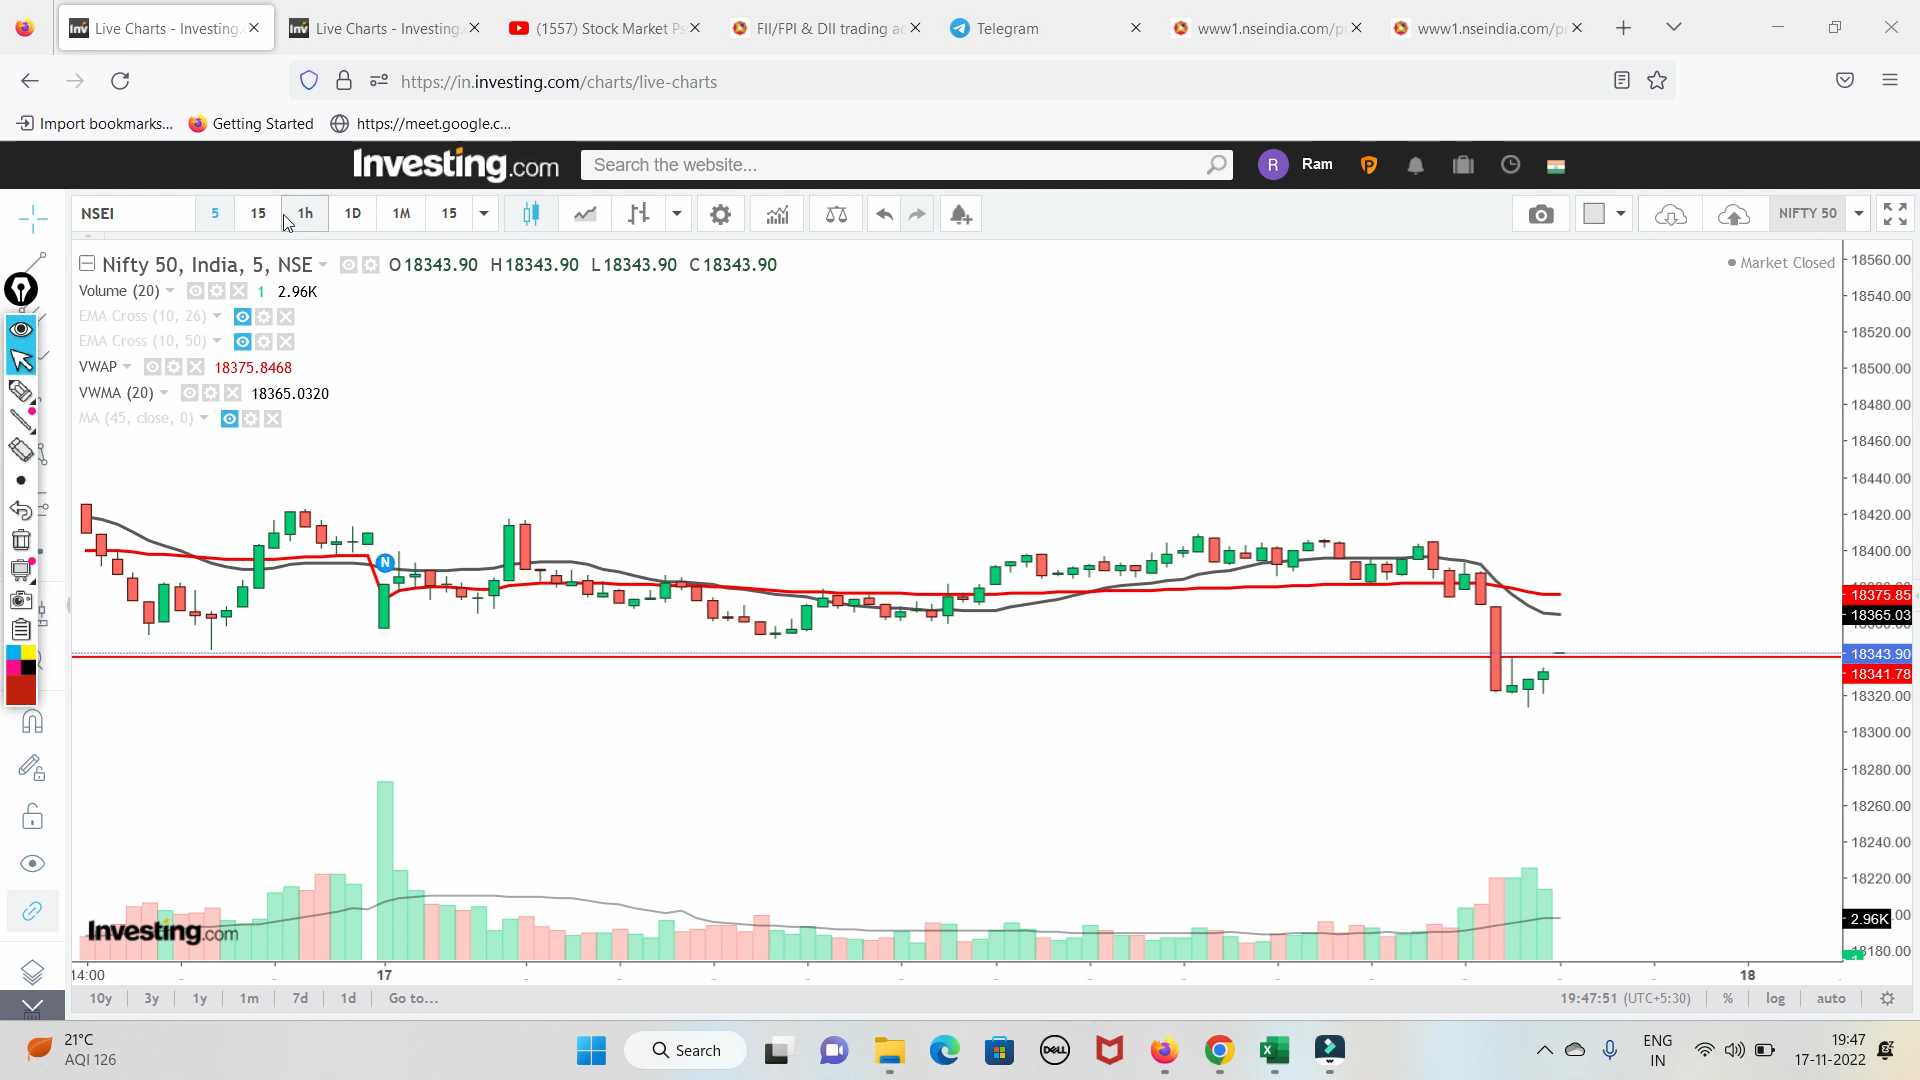 Live Charts - Investing.
Live Charts - Investing.
(1557) Stock Market Ps
FII/FPI & DII trading ac
Telegram
www1.nseindia.com/pr
www1.nseindia.com/pr
https://in.investing.com/charts/live-charts
Import bookmarks...
Getting Started
https://meet.google.c...
Investing.com
Search the website...
R
Ram
NSEI
5
15
1h
1D
1M
15
NIFTY 50
Nifty 50, India, 5, NSE
O 18343.90 H 18343.90 L 18343.90 C 18343.90
Market Closed
Volume (20)
1
2.96K
EMA Cross (10, 26)
EMA Cross (10, 50)
VWAP
18375.8468
VWMA (20)
18365.0320
MA (45, close, 0)
N
18560.00
18540.00
18520.00
18500.00
18480.00
18460.00
18440.00
18420.00
18400.00
18375.85
18365.03
18343.90
18341.78
18320.00
18300.00
18280.00
18260.00
18240.00
18220.00
2.96K
18180.00
Investing.com
14:00
17
18
10y
3y
1y
1m
7d
1d
Go to...
19:47:51 (UTC+5:30)
%
log
auto
21°C
AQI 126
Search
DELL
ENG
IN
19:47
17-11-2022